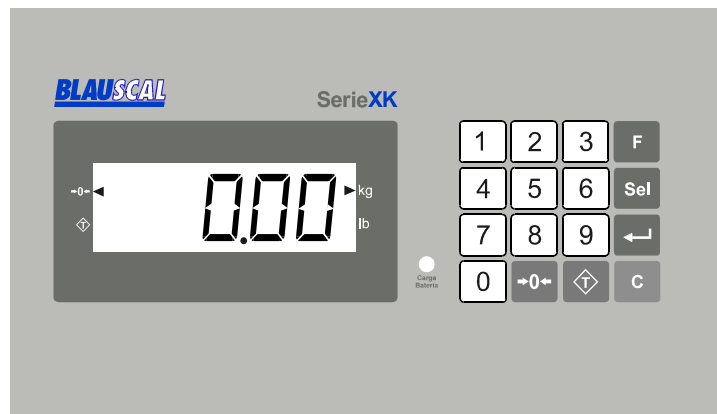 BLAUSCAL
SerieXK
→0←
T
0.00
kg
lb
Carga
Batería
1 2 3 F
4 5 6 Sel
7 8 9 ↵
0 →0← T C